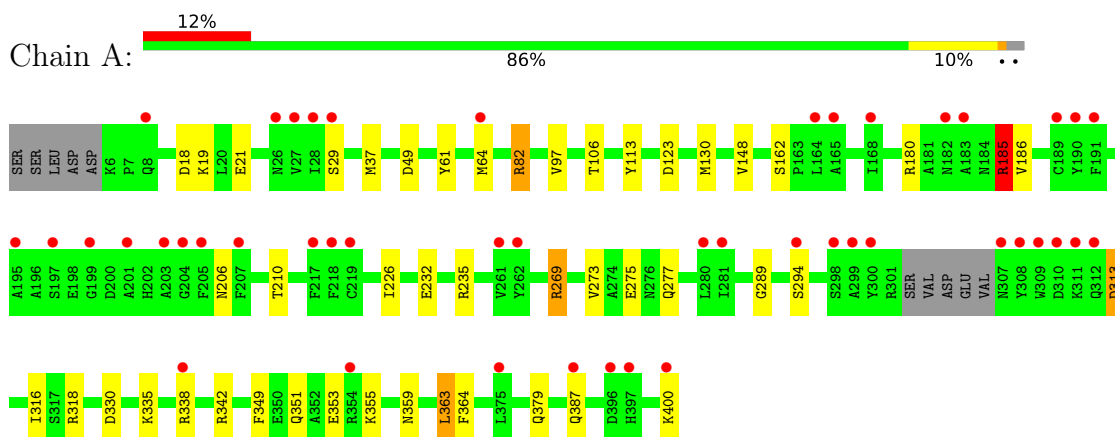 12%
Chain A:
86% 10% • •
SER SER LEU ASP ASP K6 P7 Q8 D18 K19 L20 E21 N26 V27 I28 S29 M37 D49 Y61 M64 R82 V97 T106 Y113 D123 M130 V148 S162 P163 L164 A165 I168 R180 A181 N182 A183 N184 R185 V186 C189 Y190 F191
A195 A196 S197 E198 G199 D200 A201 H202 A203 G204 F205 N206 F207 T210 F217 F218 C219 I226 E232 R235 V261 Y262 R269 V273 A274 E275 N276 Q277 L280 I281 G289 S294 S298 A299 Y300 R301 SER VAL ASP GLU VAL N307 Y308 W309 D310 K311 Q312 D313
I316 S317 R318 D330 K335 R338 R342 F349 E350 Q351 A352 E353 R354 K355 N359 L363 F364 L375 Q379 Q387 D396 H397 K400